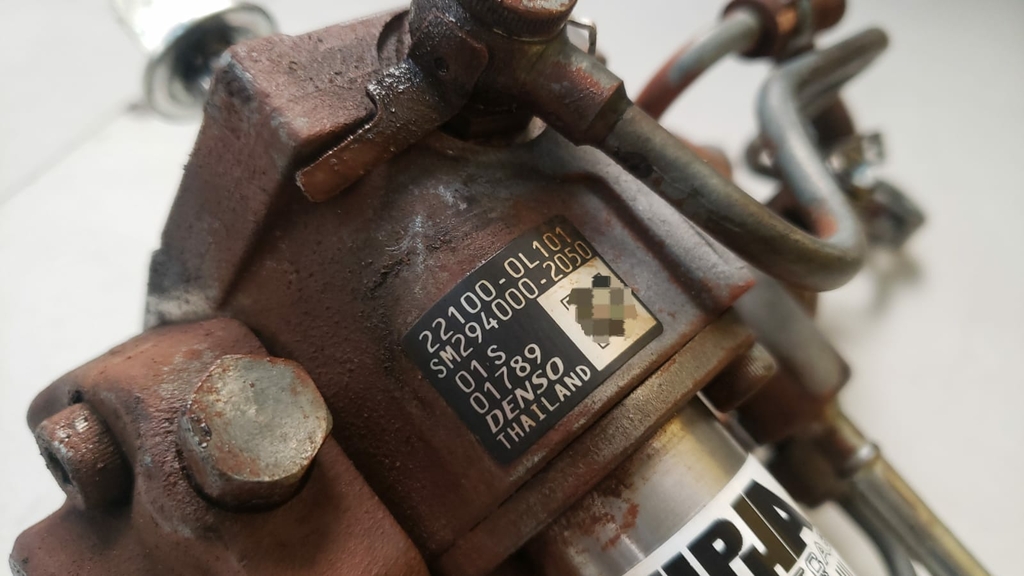 22100-0L101
SM294000-2050
01 S
01789
DENSO
THAILAND